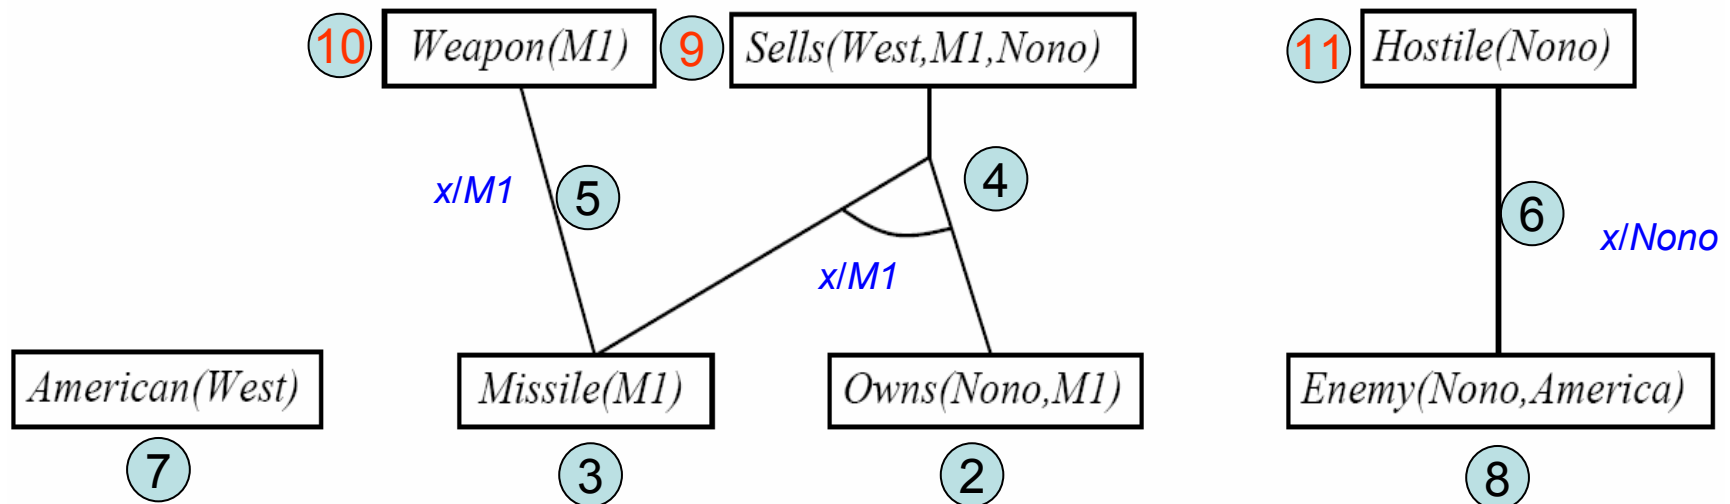 10 Weapon(M1) 9 Sells(West,M1,Nono) 11 Hostile(Nono)
x/M1 5 4 6 x/Nono
x/M1
American(West) Missile(M1) Owns(Nono,M1) Enemy(Nono,America)
7 3 2 8